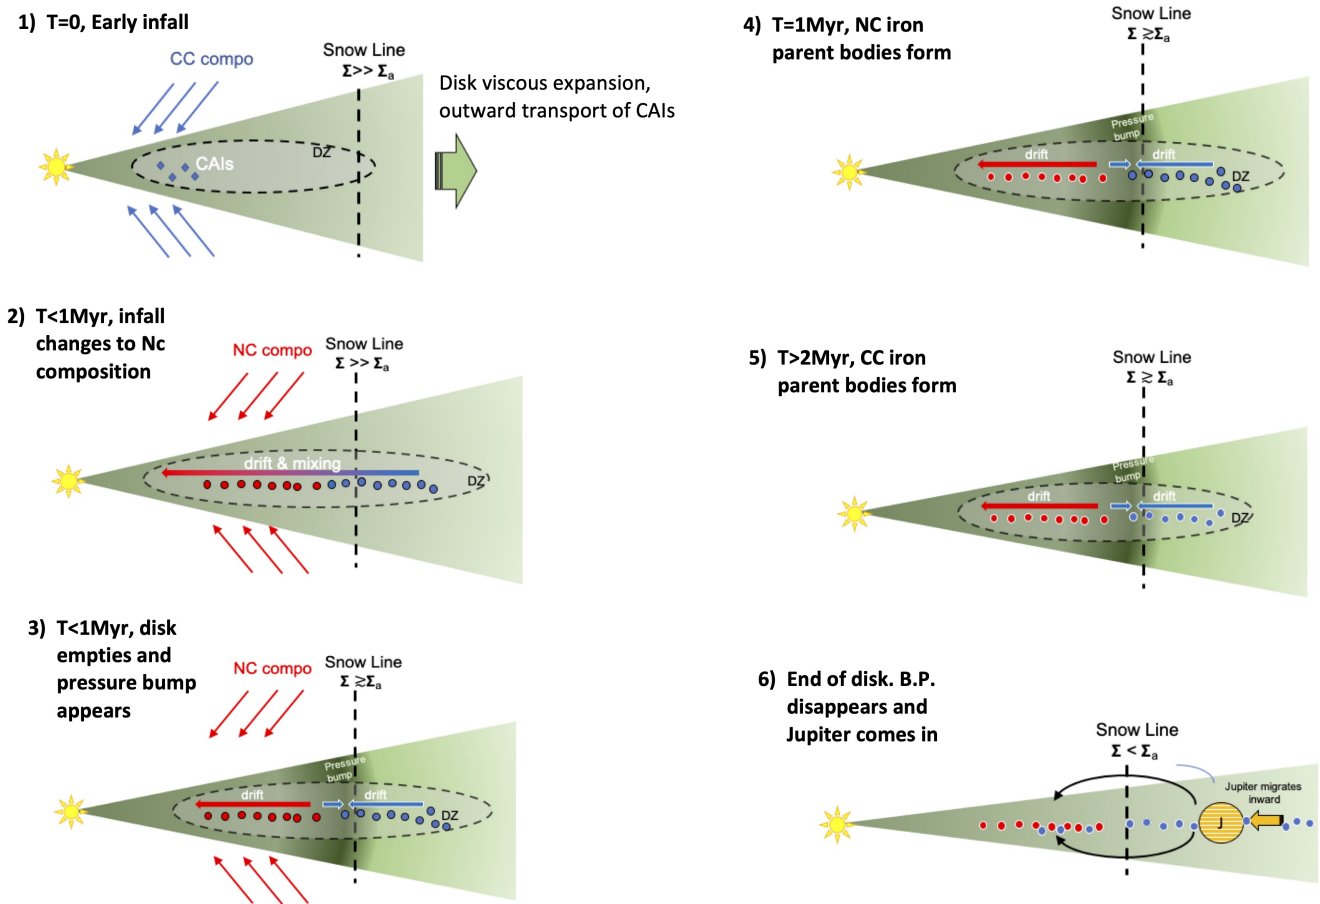 1) T=0, Early infall
CC compo
Snow Line
Σ>> Σa
DZ
CAIs
Disk viscous expansion,
outward transport of CAIs
2) T<1Myr, infall
changes to Nc
composition
NC compo
Snow Line
Σ >> Σa
drift & mixing
DZ
3) T<1Myr, disk
empties and
pressure bump
appears
NC compo
Snow Line
Σ ≳Σa
Pressure
bump
drift
drift
DZ
4) T=1Myr, NC iron
parent bodies form
Snow Line
Σ ≳Σa
Pressure
bump
drift
drift
DZ
5) T>2Myr, CC iron
parent bodies form
Snow Line
Σ ≳ Σa
Pressure
bump
drift
drift
DZ
6) End of disk. B.P.
disappears and
Jupiter comes in
Snow Line
Σ < Σa
Jupiter migrates
inward
J